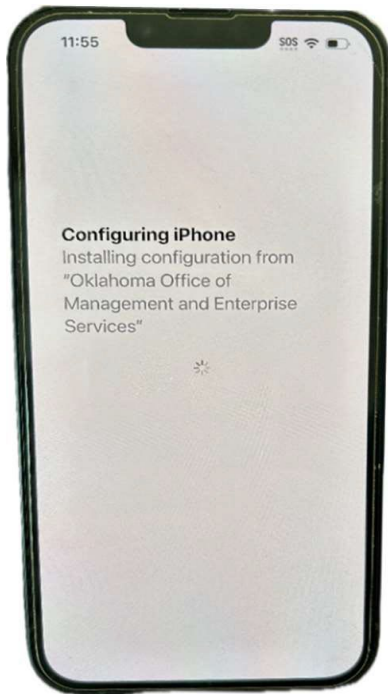 11:55
SOS
Configuring iPhone
Installing configuration from
"Oklahoma Office of
Management and Enterprise
Services"